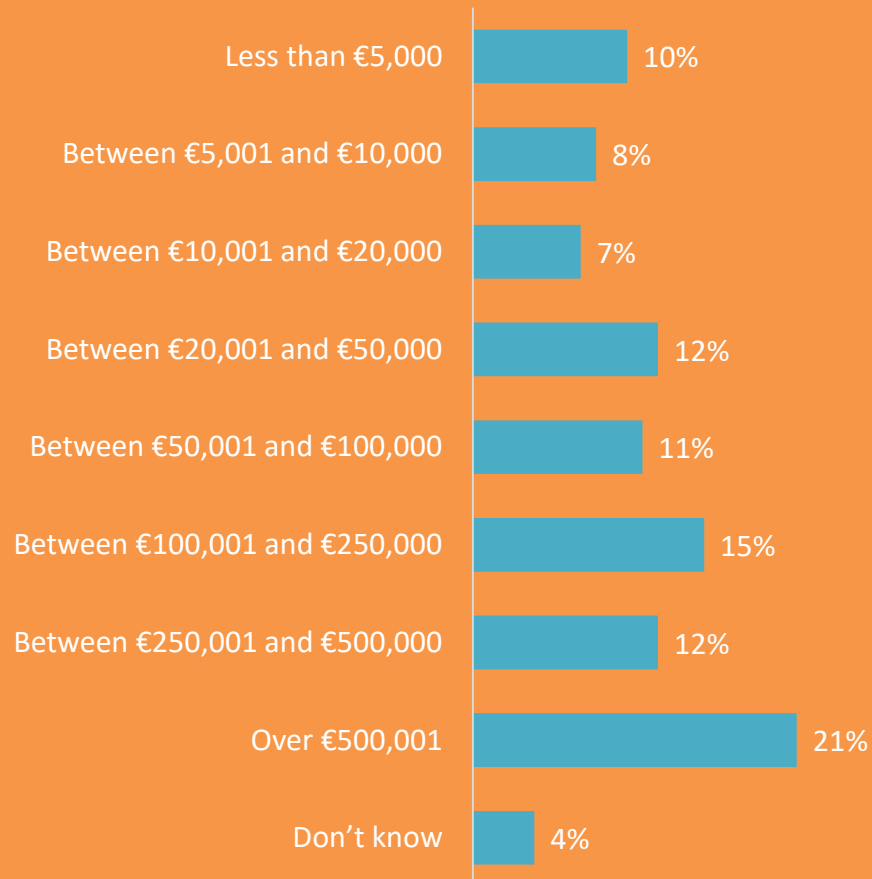 Less than €5,000 10%
Between €5,001 and €10,000 8%
Between €10,001 and €20,000 7%
Between €20,001 and €50,000 12%
Between €50,001 and €100,000 11%
Between €100,001 and €250,000 15%
Between €250,001 and €500,000 12%
Over €500,001 21%
Don’t know 4%